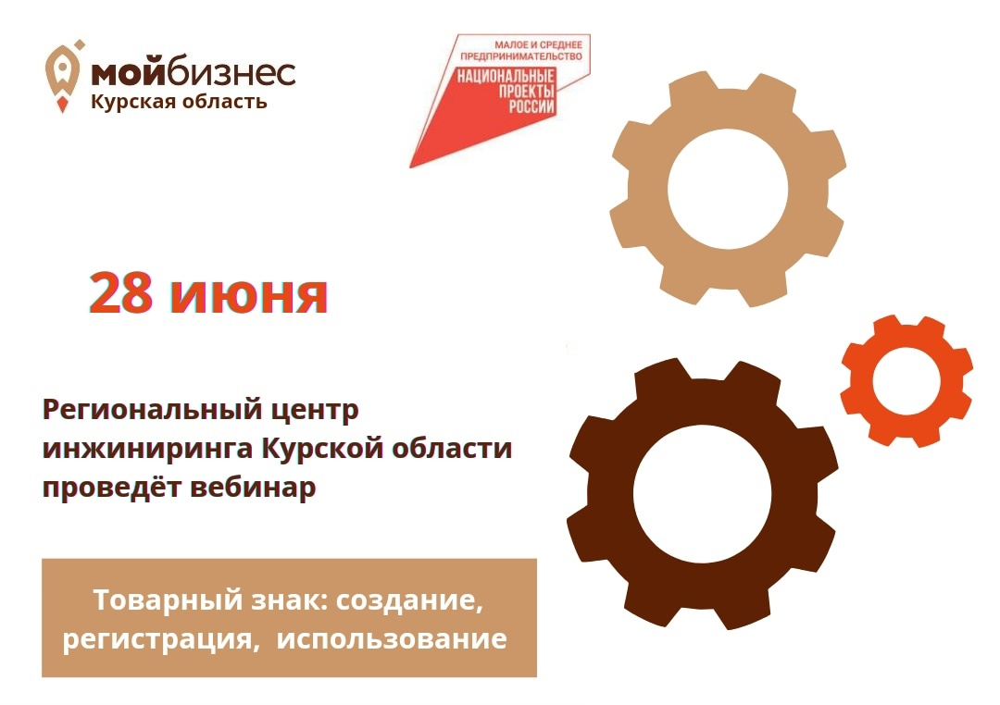 мойбизнес
Курская область
МАЛОЕ И СРЕДНЕЕ
ПРЕДПРИНИМАТЕЛЬСТВО
НАЦИОНАЛЬНЫЕ
ПРОЕКТЫ
РОССИИ
28 июня
Региональный центр
инжиниринга Курской области
проведёт вебинар
Товарный знак: создание,
регистрация, использование